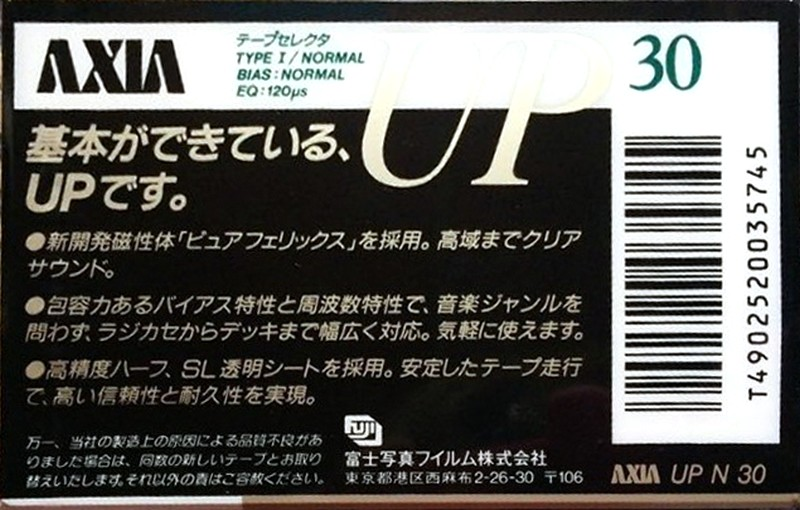 AXIA
テープセレクタ
TYPE I / NORMAL
BIAS : NORMAL
EQ : 120μs
UP
30
基本ができている、
UPです。
●新開発磁性体「ピュアフェリックス」を採用。高域までクリア
サウンド。
●包容力あるバイアス特性と周波数特性で、音楽ジャンルを
問わず、ラジカセからデッキまで幅広く対応。気軽に使えます。
●高精度ハーフ、SL透明シートを採用。安定したテープ走行
で、高い信頼性と耐久性を実現。
万一、当社の製造上の原因による品質不良があ
りました場合は、同数の新しいテープとお取り
替えいたします。それ以外の責はご容赦ください。
FUJI
富士写真フイルム株式会社
東京都港区西麻布2-26-30 〒106
T4902520035745
AXIA UP N 30